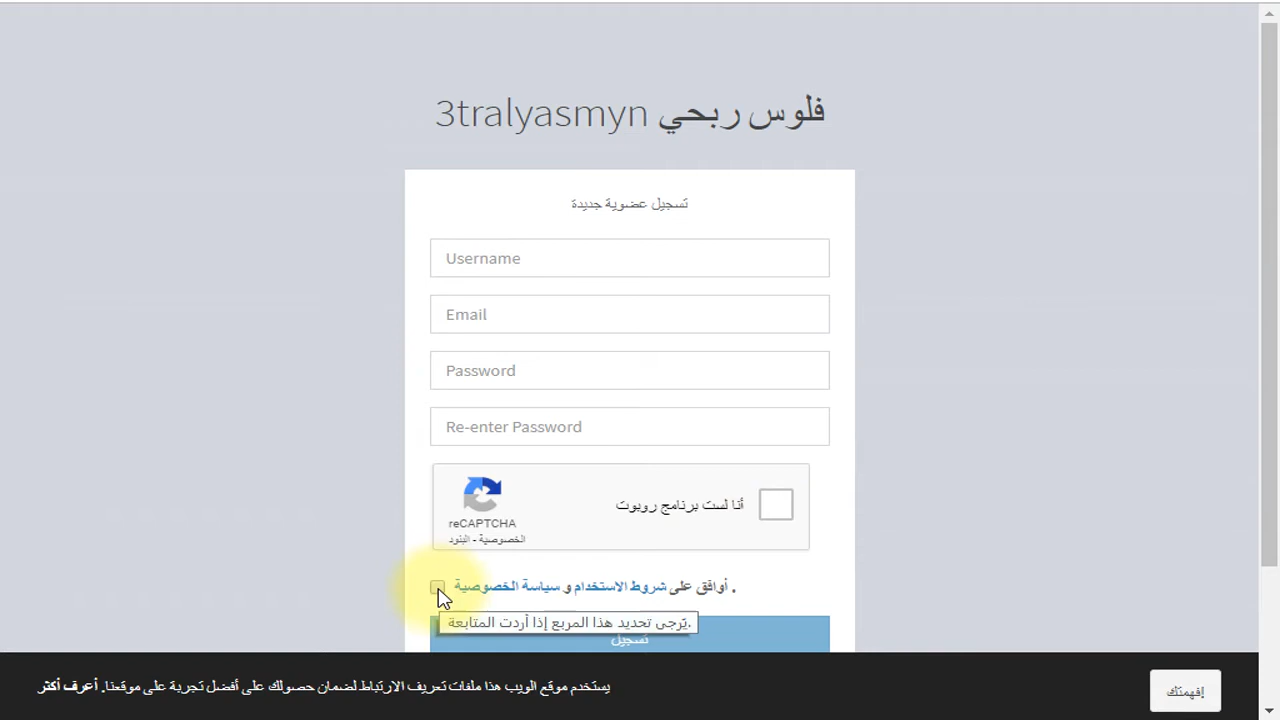 فلوس ربحي 3tralyasmyn
تسجيل عضوية جديدة
Username
Email
Password
Re-enter Password
أنا لست برنامج روبوت
reCAPTCHA
الخصوصية - البنود
أوافق على شروط الاستخدام و سياسة الخصوصية .
يُرجى تحديد هذا المربع إذا أردت المتابعة.
تسجيل
يستخدم موقع الويب هذا ملفات تعريف الارتباط لضمان حصولك على أفضل تجربة على موقعنا. أعرف أكثر
إفهمتك